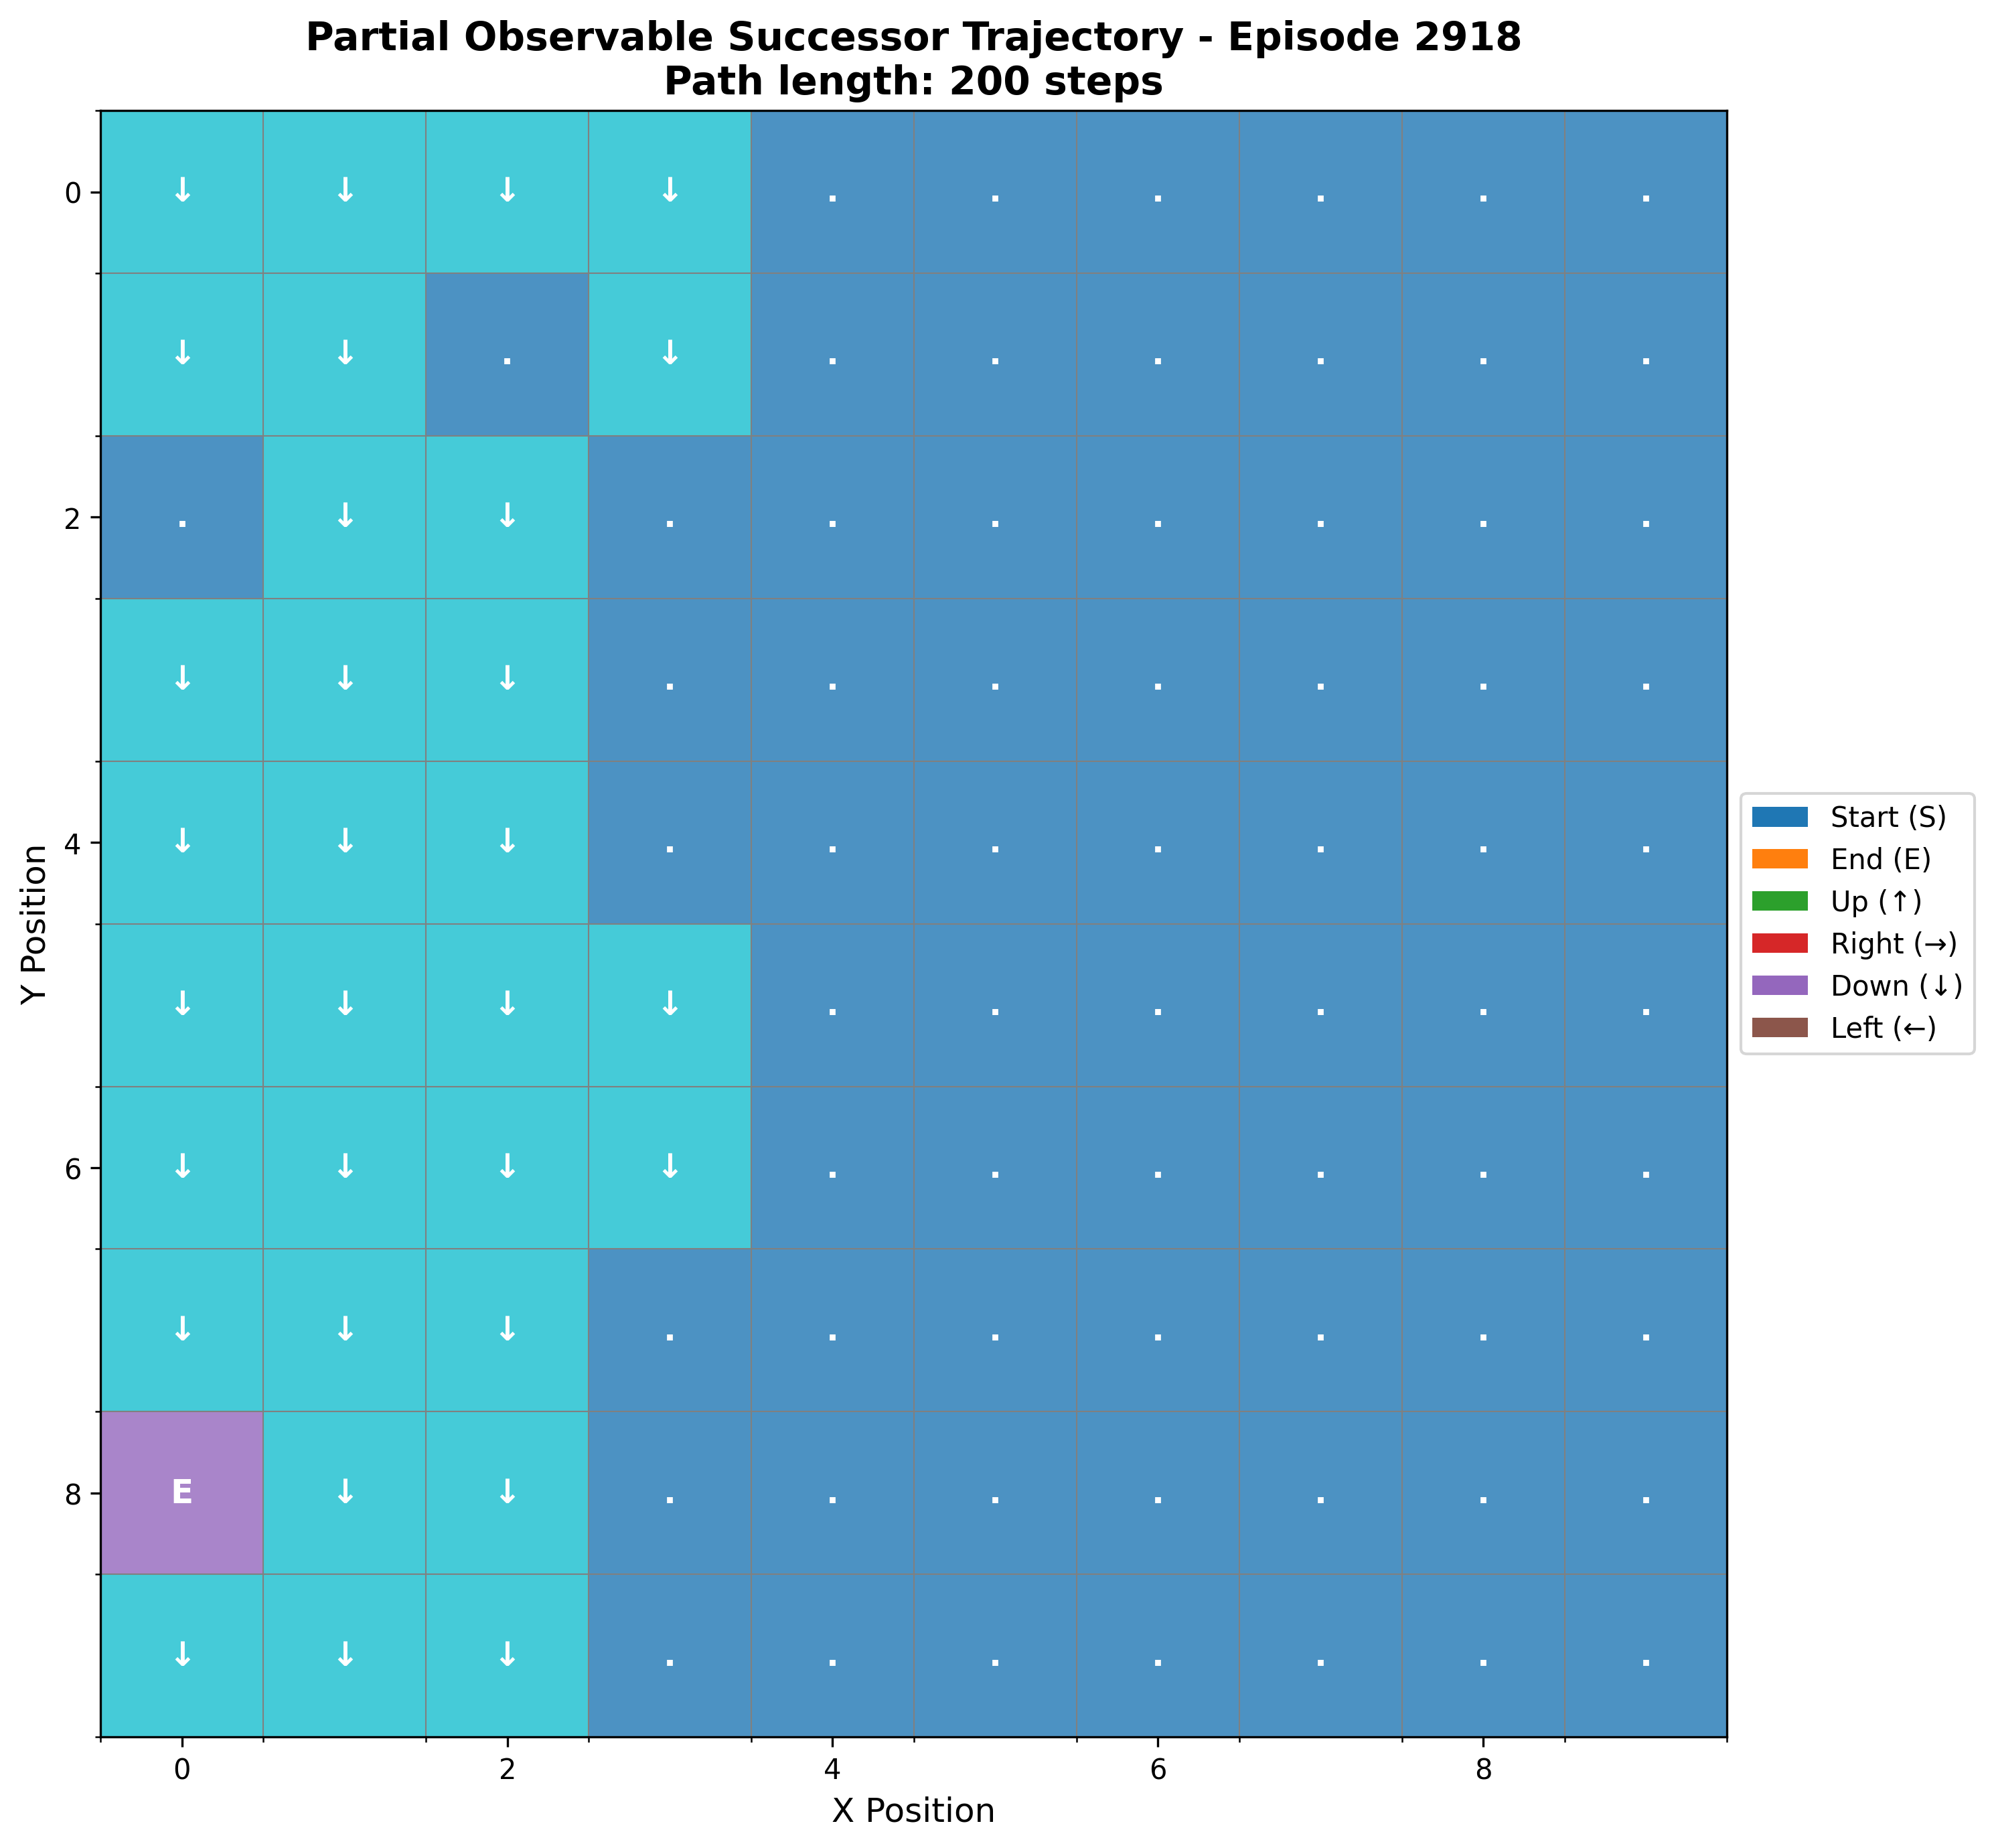 Partial Observable Successor Trajectory - Episode 2918
Path length: 200 steps
0 ↓ ↓ ↓ ↓ . . . . . .
↓ ↓ . ↓ . . . . . .
2 . ↓ ↓ . . . . . . .
↓ ↓ ↓ . . . . . . .
4 ↓ ↓ ↓ . . . . . . .
↓ ↓ ↓ ↓ . . . . . .
6 ↓ ↓ ↓ ↓ . . . . . .
↓ ↓ ↓ . . . . . . .
8 E ↓ ↓ . . . . . . .
↓ ↓ ↓ . . . . . . .
0 2 4 6 8
X Position
Y Position
Start (S)
End (E)
Up (↑)
Right (→)
Down (↓)
Left (←)